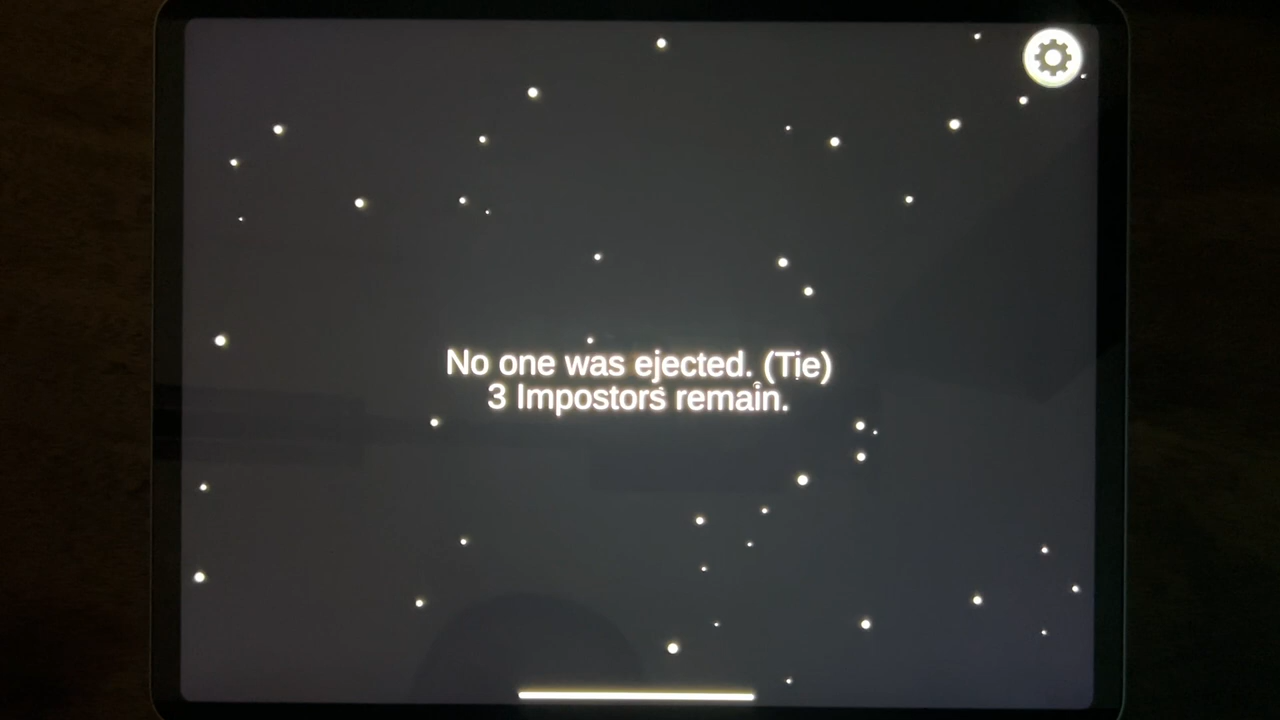 No one was ejected. (Tie)
3 Impostors remain.